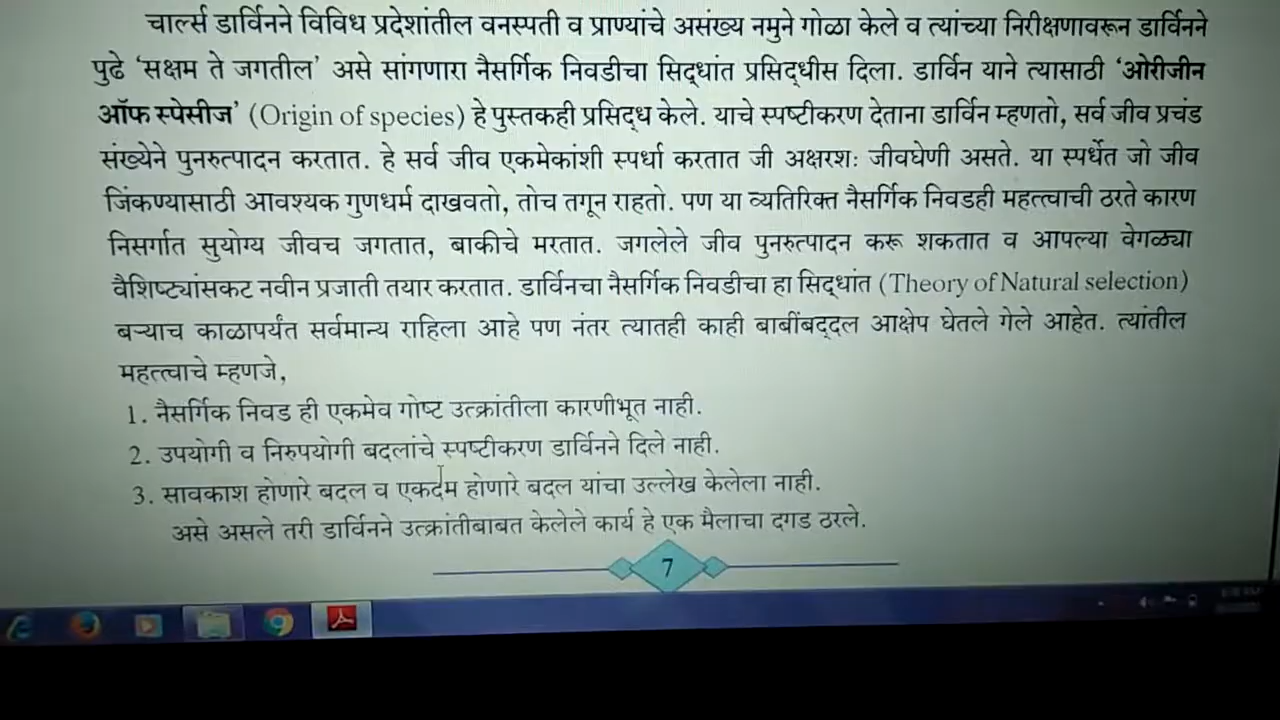 चार्ल्स डार्विनने विविध प्रदेशांतील वनस्पती व प्राण्यांचे असंख्य नमुने गोळा केले व त्यांच्या निरीक्षणावरून डार्विनने
पुढे ‘सक्षम ते जगतील’ असे सांगणारा नैसर्गिक निवडीचा सिद्धांत प्रसिद्धीस दिला. डार्विन याने त्यासाठी ‘ओरीजीन
ऑफ स्पेसीज’ (Origin of species) हे पुस्तकही प्रसिद्ध केले. याचे स्पष्टीकरण देताना डार्विन म्हणतो, सर्व जीव प्रचंड
संख्येने पुनरुत्पादन करतात. हे सर्व जीव एकमेकांशी स्पर्धा करतात जी अक्षरशः जीवघेणी असते. या स्पर्धेत जो जीव
जिंकण्यासाठी आवश्यक गुणधर्म दाखवतो, तोच तगून राहतो. पण या व्यतिरिक्त नैसर्गिक निवडही महत्त्वाची ठरते कारण
निसर्गात सुयोग्य जीवच जगतात, बाकीचे मरतात. जगलेले जीव पुनरुत्पादन करू शकतात व आपल्या वेगळ्या
वैशिष्ट्यांसकट नवीन प्रजाती तयार करतात. डार्विनचा नैसर्गिक निवडीचा हा सिद्धांत (Theory of Natural selection)
बऱ्याच काळापर्यंत सर्वमान्य राहिला आहे पण नंतर त्यातही काही बाबींबद्दल आक्षेप घेतले गेले आहेत. त्यांतील
महत्त्वाचे म्हणजे,
1. नैसर्गिक निवड ही एकमेव गोष्ट उत्क्रांतीला कारणीभूत नाही.
2. उपयोगी व निरुपयोगी बदलांचे स्पष्टीकरण डार्विनने दिले नाही.
3. सावकाश होणारे बदल व एकदम होणारे बदल यांचा उल्लेख केलेला नाही.
असे असले तरी डार्विनने उत्क्रांतीबाबत केलेले कार्य हे एक मैलाचा दगड ठरले.
7